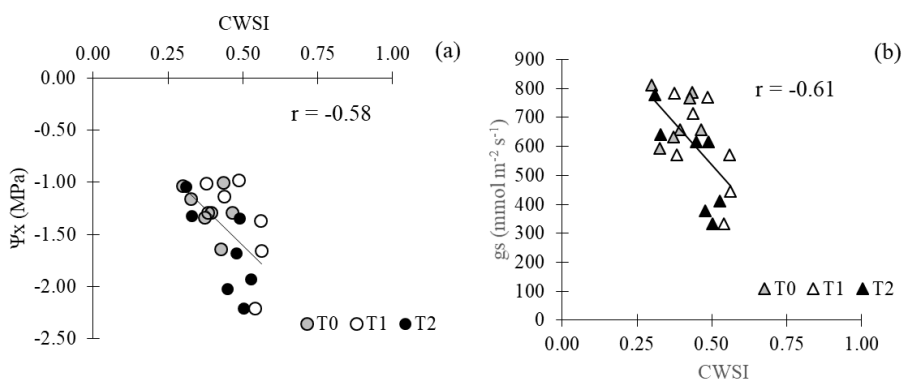 CWSI
0.00 0.25 0.50 0.75 1.00
(a)
0.00
-0.50
-1.00
-1.50
-2.00
-2.50
Ψx (MPa)
r = -0.58
T0 T1 T2
(b)
900
800
700
600
500
400
300
200
100
0
gs (mmol m-2 s-1)
r = -0.61
T0 T1 T2
0.00 0.25 0.50 0.75 1.00
CWSI